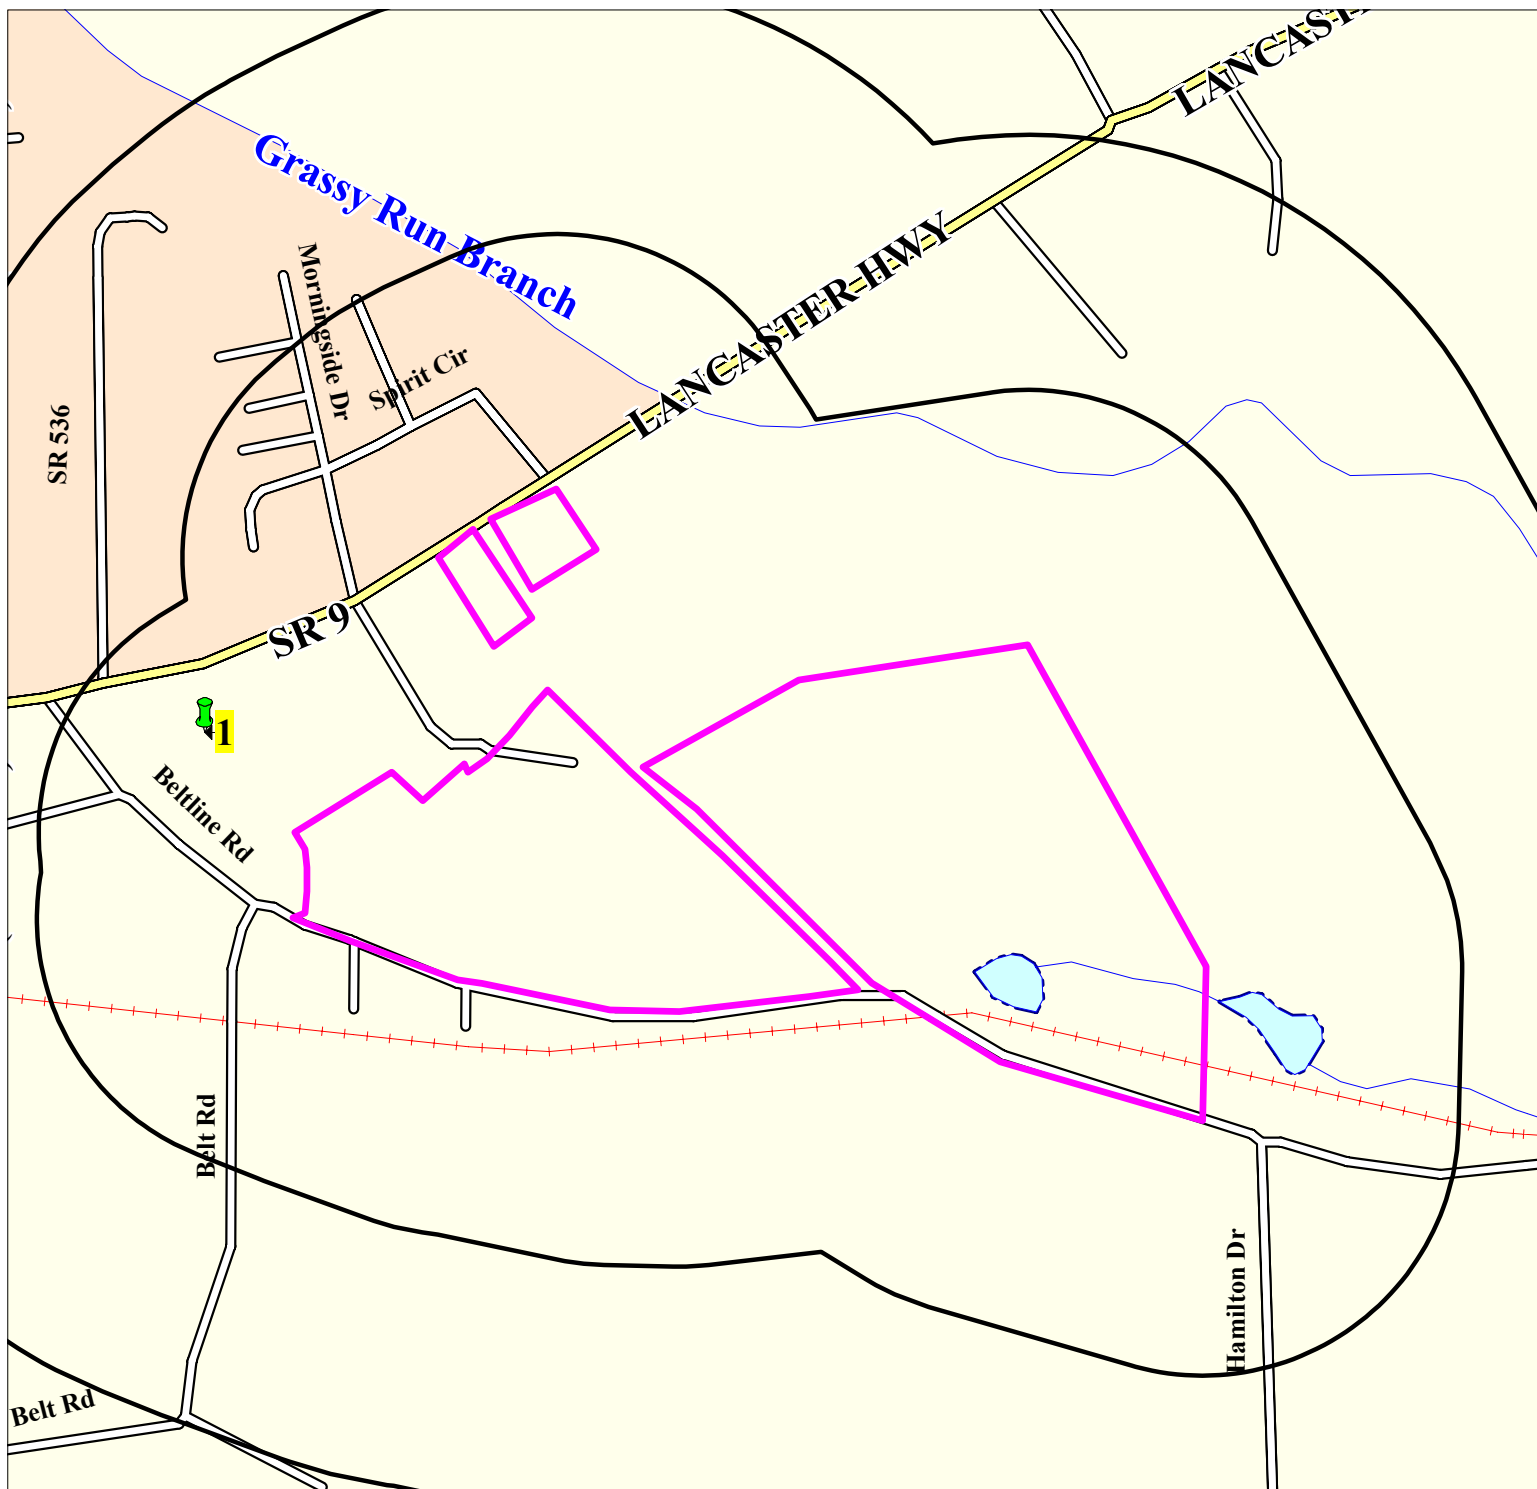 LANCAST
Grassy Run Branch
LANCASTER HWY
Morningside Dr
Spirit Cir
SR 536
SR 9
1
Beltline Rd
Belt Rd
Hamilton Dr
Belt Rd